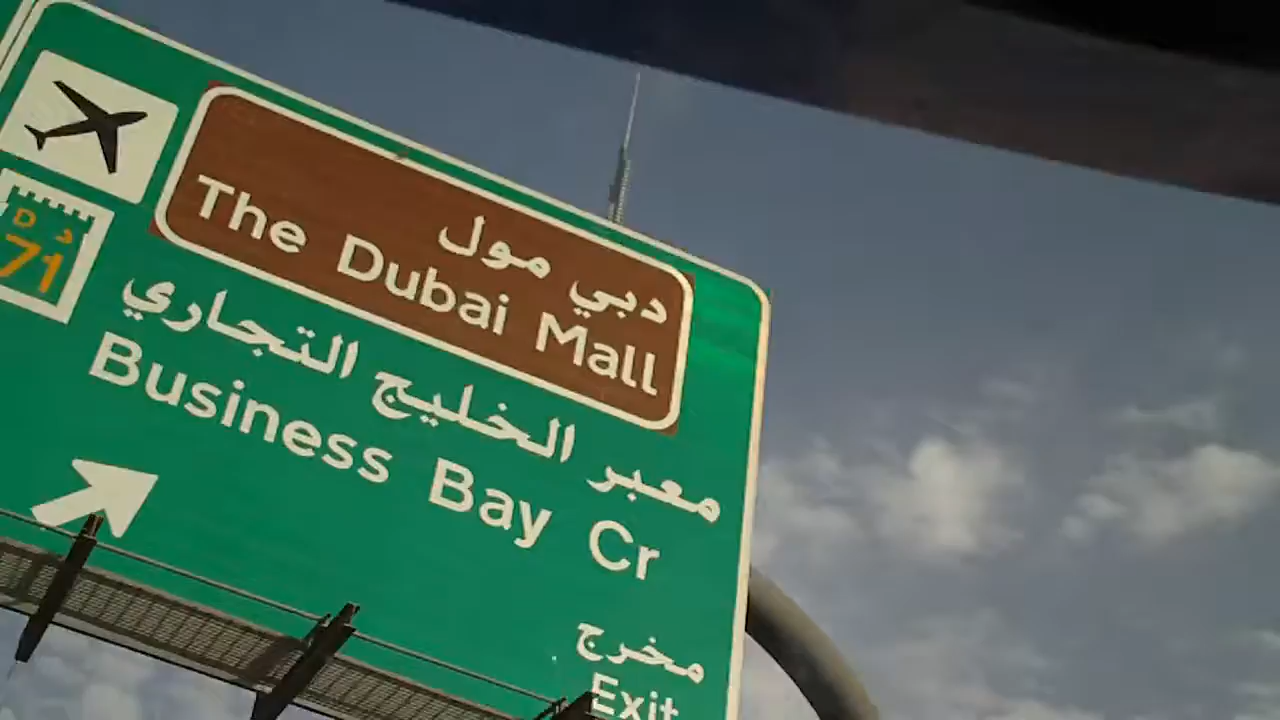 دبي مول
The Dubai Mall
D د
71
معبر الخليج التجاري
Business Bay Cr
مخرج
Exit